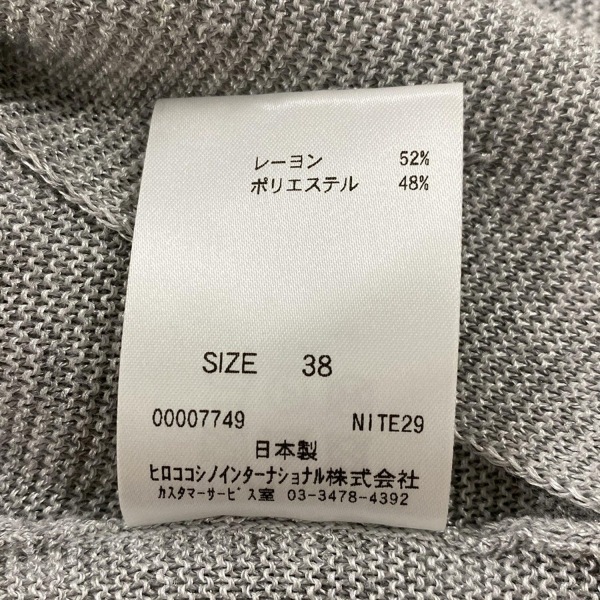 レーヨン 52%
ポリエステル 48%
SIZE 38
00007749 NITE29
日本製
ヒロココシノインターナショナル株式会社
カスタマーサービス室 03-3478-4392